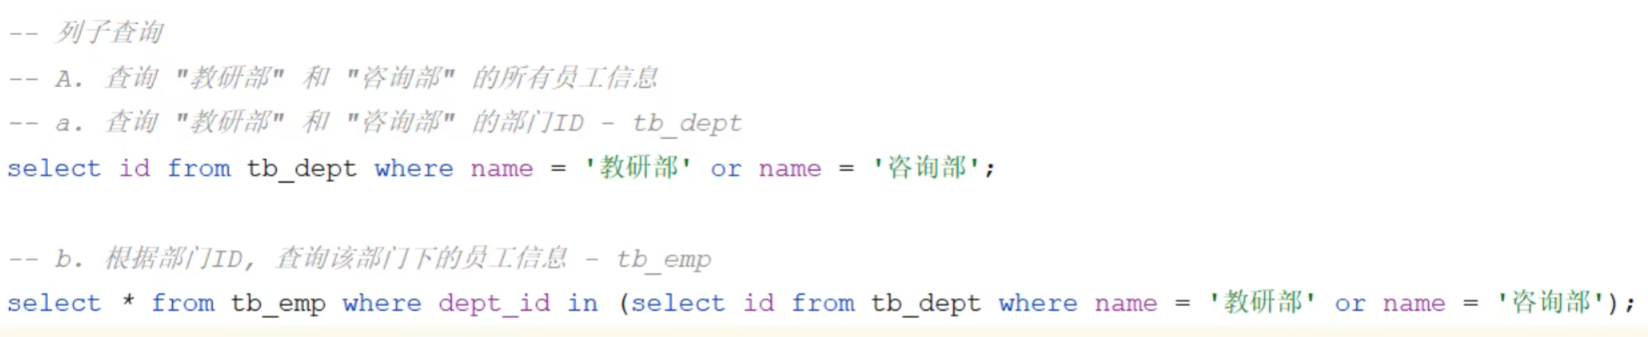 -- 列子查询
-- A. 查询 "教研部" 和 "咨询部" 的所有员工信息
-- a. 查询 "教研部" 和 "咨询部" 的部门ID - tb_dept
select id from tb_dept where name = '教研部' or name = '咨询部';
-- b. 根据部门ID, 查询该部门下的员工信息 - tb_emp
select * from tb_emp where dept_id in (select id from tb_dept where name = '教研部' or name = '咨询部');